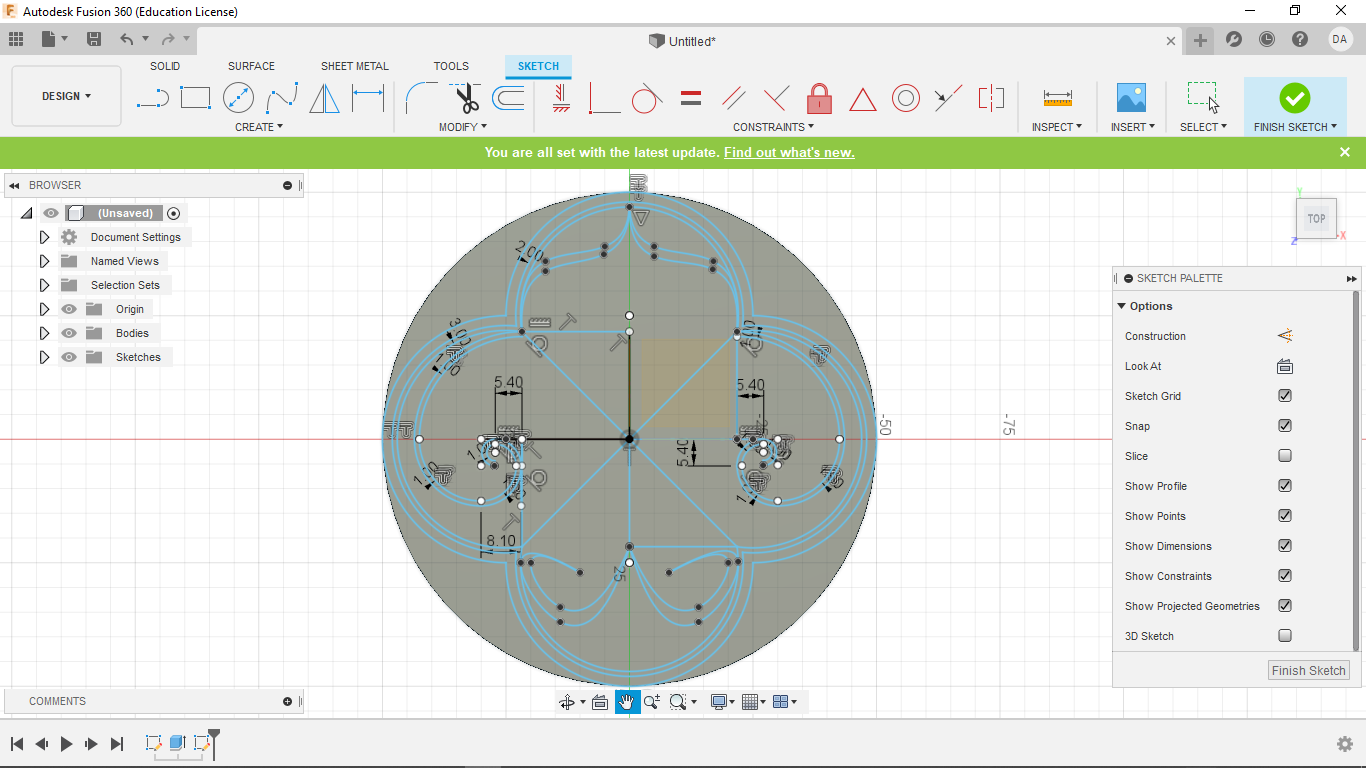 Autodesk Fusion 360 (Education License)
Untitled*
DA
DESIGN
SOLID
SURFACE
SHEET METAL
TOOLS
SKETCH
CREATE
MODIFY
CONSTRAINTS
INSPECT
INSERT
SELECT
FINISH SKETCH
You are all set with the latest update. Find out what's new.
BROWSER
(Unsaved)
Document Settings
Named Views
Selection Sets
Origin
Bodies
Sketches
2.00
3.00
5.40
5.40
5.40
8.10
25
-50
-75
TOP
Y
X
Z
SKETCH PALETTE
Options
Construction
Look At
Sketch Grid
Snap
Slice
Show Profile
Show Points
Show Dimensions
Show Constraints
Show Projected Geometries
3D Sketch
Finish Sketch
COMMENTS